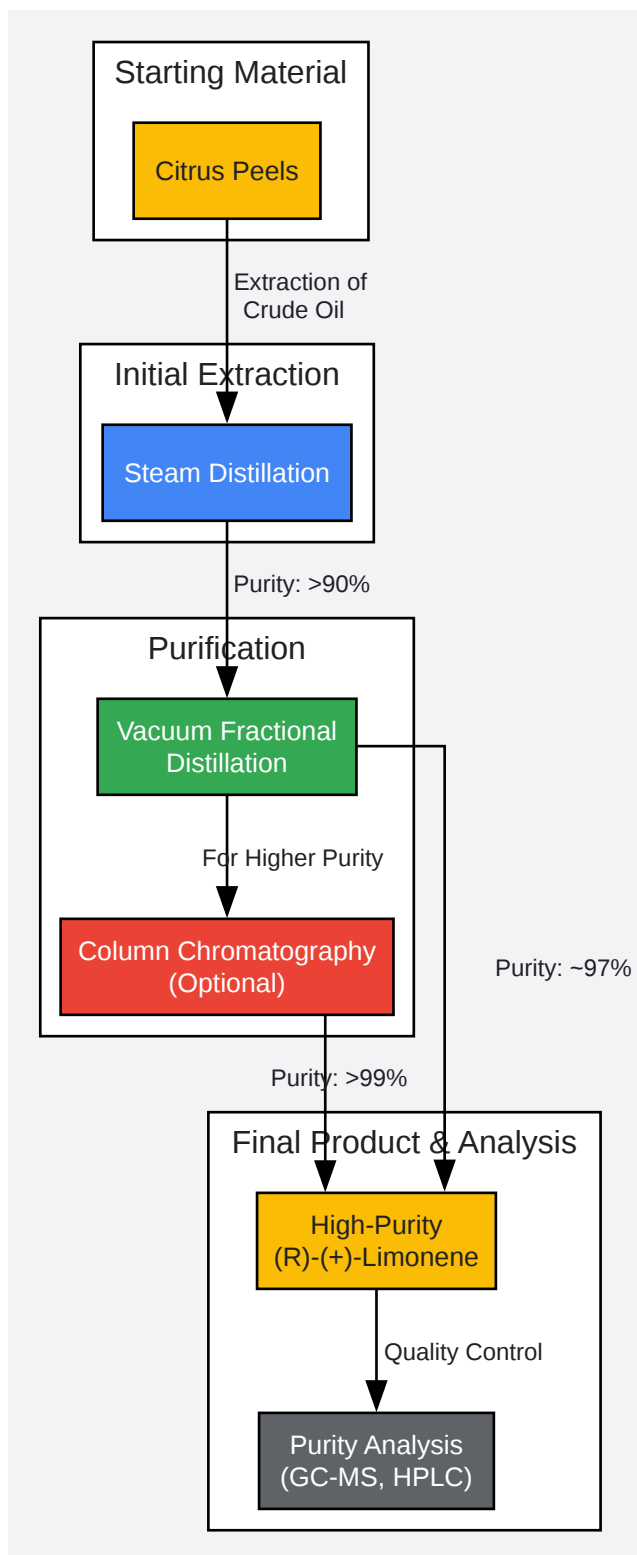 Starting Material
Citrus Peels
Extraction of
Crude Oil
Initial Extraction
Steam Distillation
Purity: >90%
Purification
Vacuum Fractional
Distillation
For Higher Purity
Column Chromatography
(Optional)
Purity: ~97%
Purity: >99%
Final Product & Analysis
High-Purity
(R)-(+)-Limonene
Quality Control
Purity Analysis
(GC-MS, HPLC)